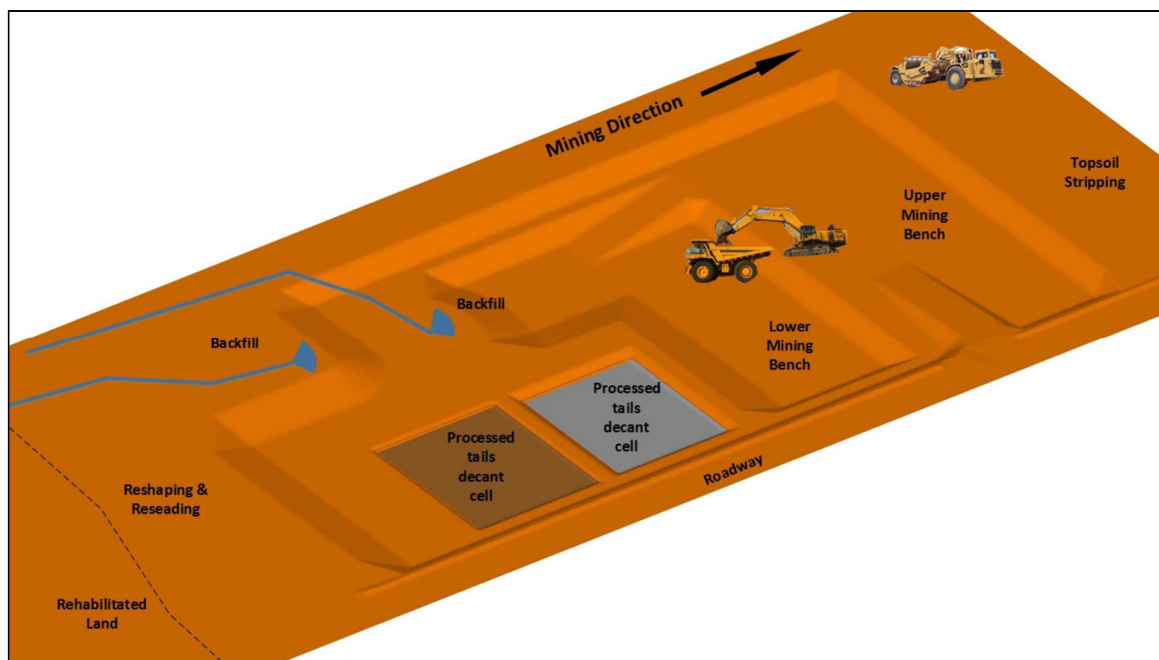 Mining Direction
Topsoil
Stripping
Upper
Mining
Bench
Backfill
Backfill
Lower
Mining
Bench
Processed
tails
decant
cell
Processed
tails
decant
cell
Roadway
Reshaping &
Reseading
Rehabilitated
Land